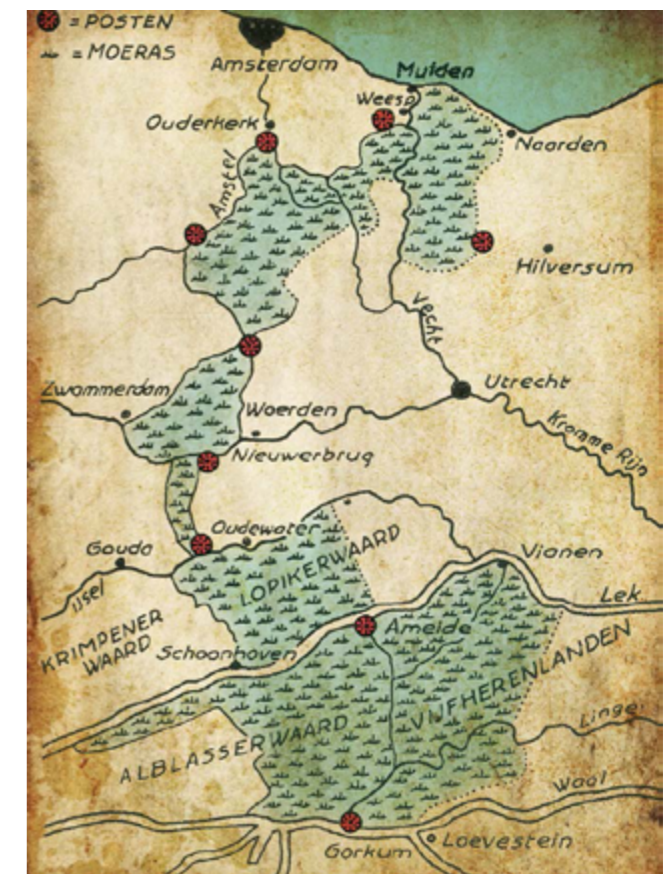 = POSTEN
= MOERAS
Amsterdam
Muiden
Weesp
Ouderkerk
Naarden
Amstel
Hilversum
Vecht
Zwammerdam
Utrecht
Woerden
Kromme Rijn
Nieuwerbrug
Oudewater
Gouda
LOPIKERWAARD
Vianen
IJsel
Lek
KRIMPENER
WAARD
Ameide
Schoonhoven
VIJFHERENLANDEN
ALBLASSERWAARD
Linge
Waal
Loevestein
Gorkum